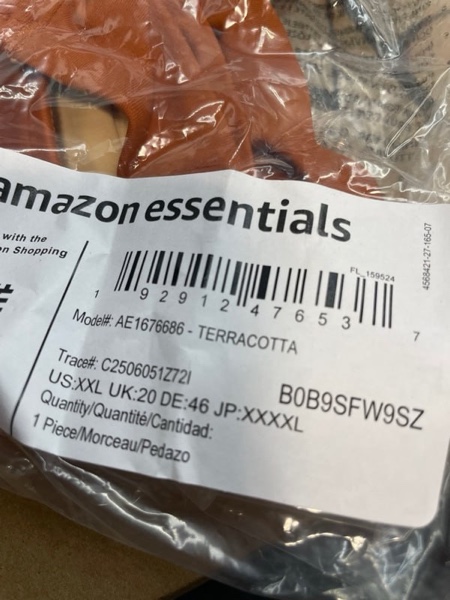 amazon essentials
with the
n Shopping
4568421-27-165-07
FL_159524
1 92912 47653 7
Model#: AE1676686 - TERRACOTTA
Trace#: C2506051Z72I
B0B9SFW9SZ
US:XXL UK:20 DE:46 JP:XXXXL
Quantity/Quantité/Cantidad:
1 Piece/Morceau/Pedazo